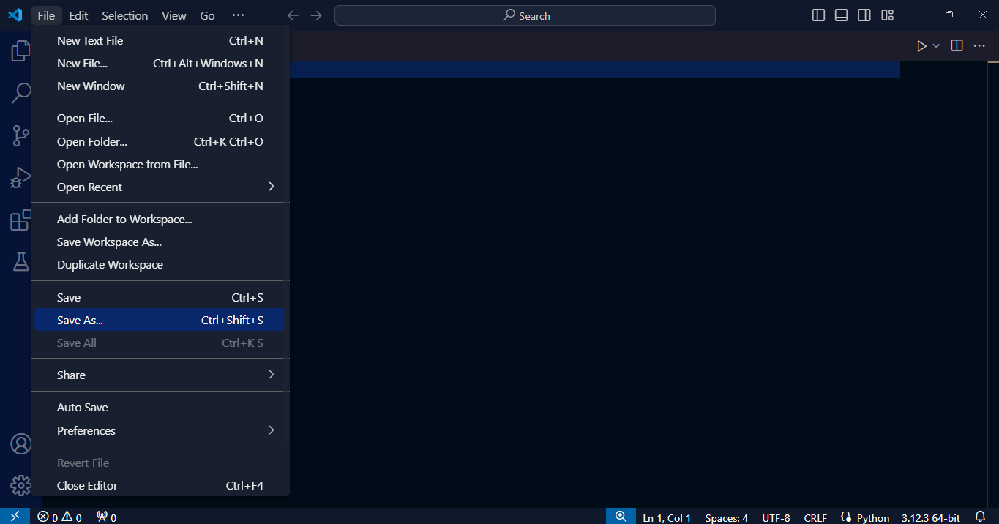 File Edit Selection View Go ··· Search
New Text File Ctrl+N
New File... Ctrl+Alt+Windows+N
New Window Ctrl+Shift+N
Open File... Ctrl+O
Open Folder... Ctrl+K Ctrl+O
Open Workspace from File...
Open Recent
Add Folder to Workspace...
Save Workspace As...
Duplicate Workspace
Save Ctrl+S
Save As... Ctrl+Shift+S
Save All Ctrl+K S
Share
Auto Save
Preferences
Revert File
Close Editor Ctrl+F4
0 0 0 Ln 1, Col 1 Spaces: 4 UTF-8 CRLF Python 3.12.3 64-bit